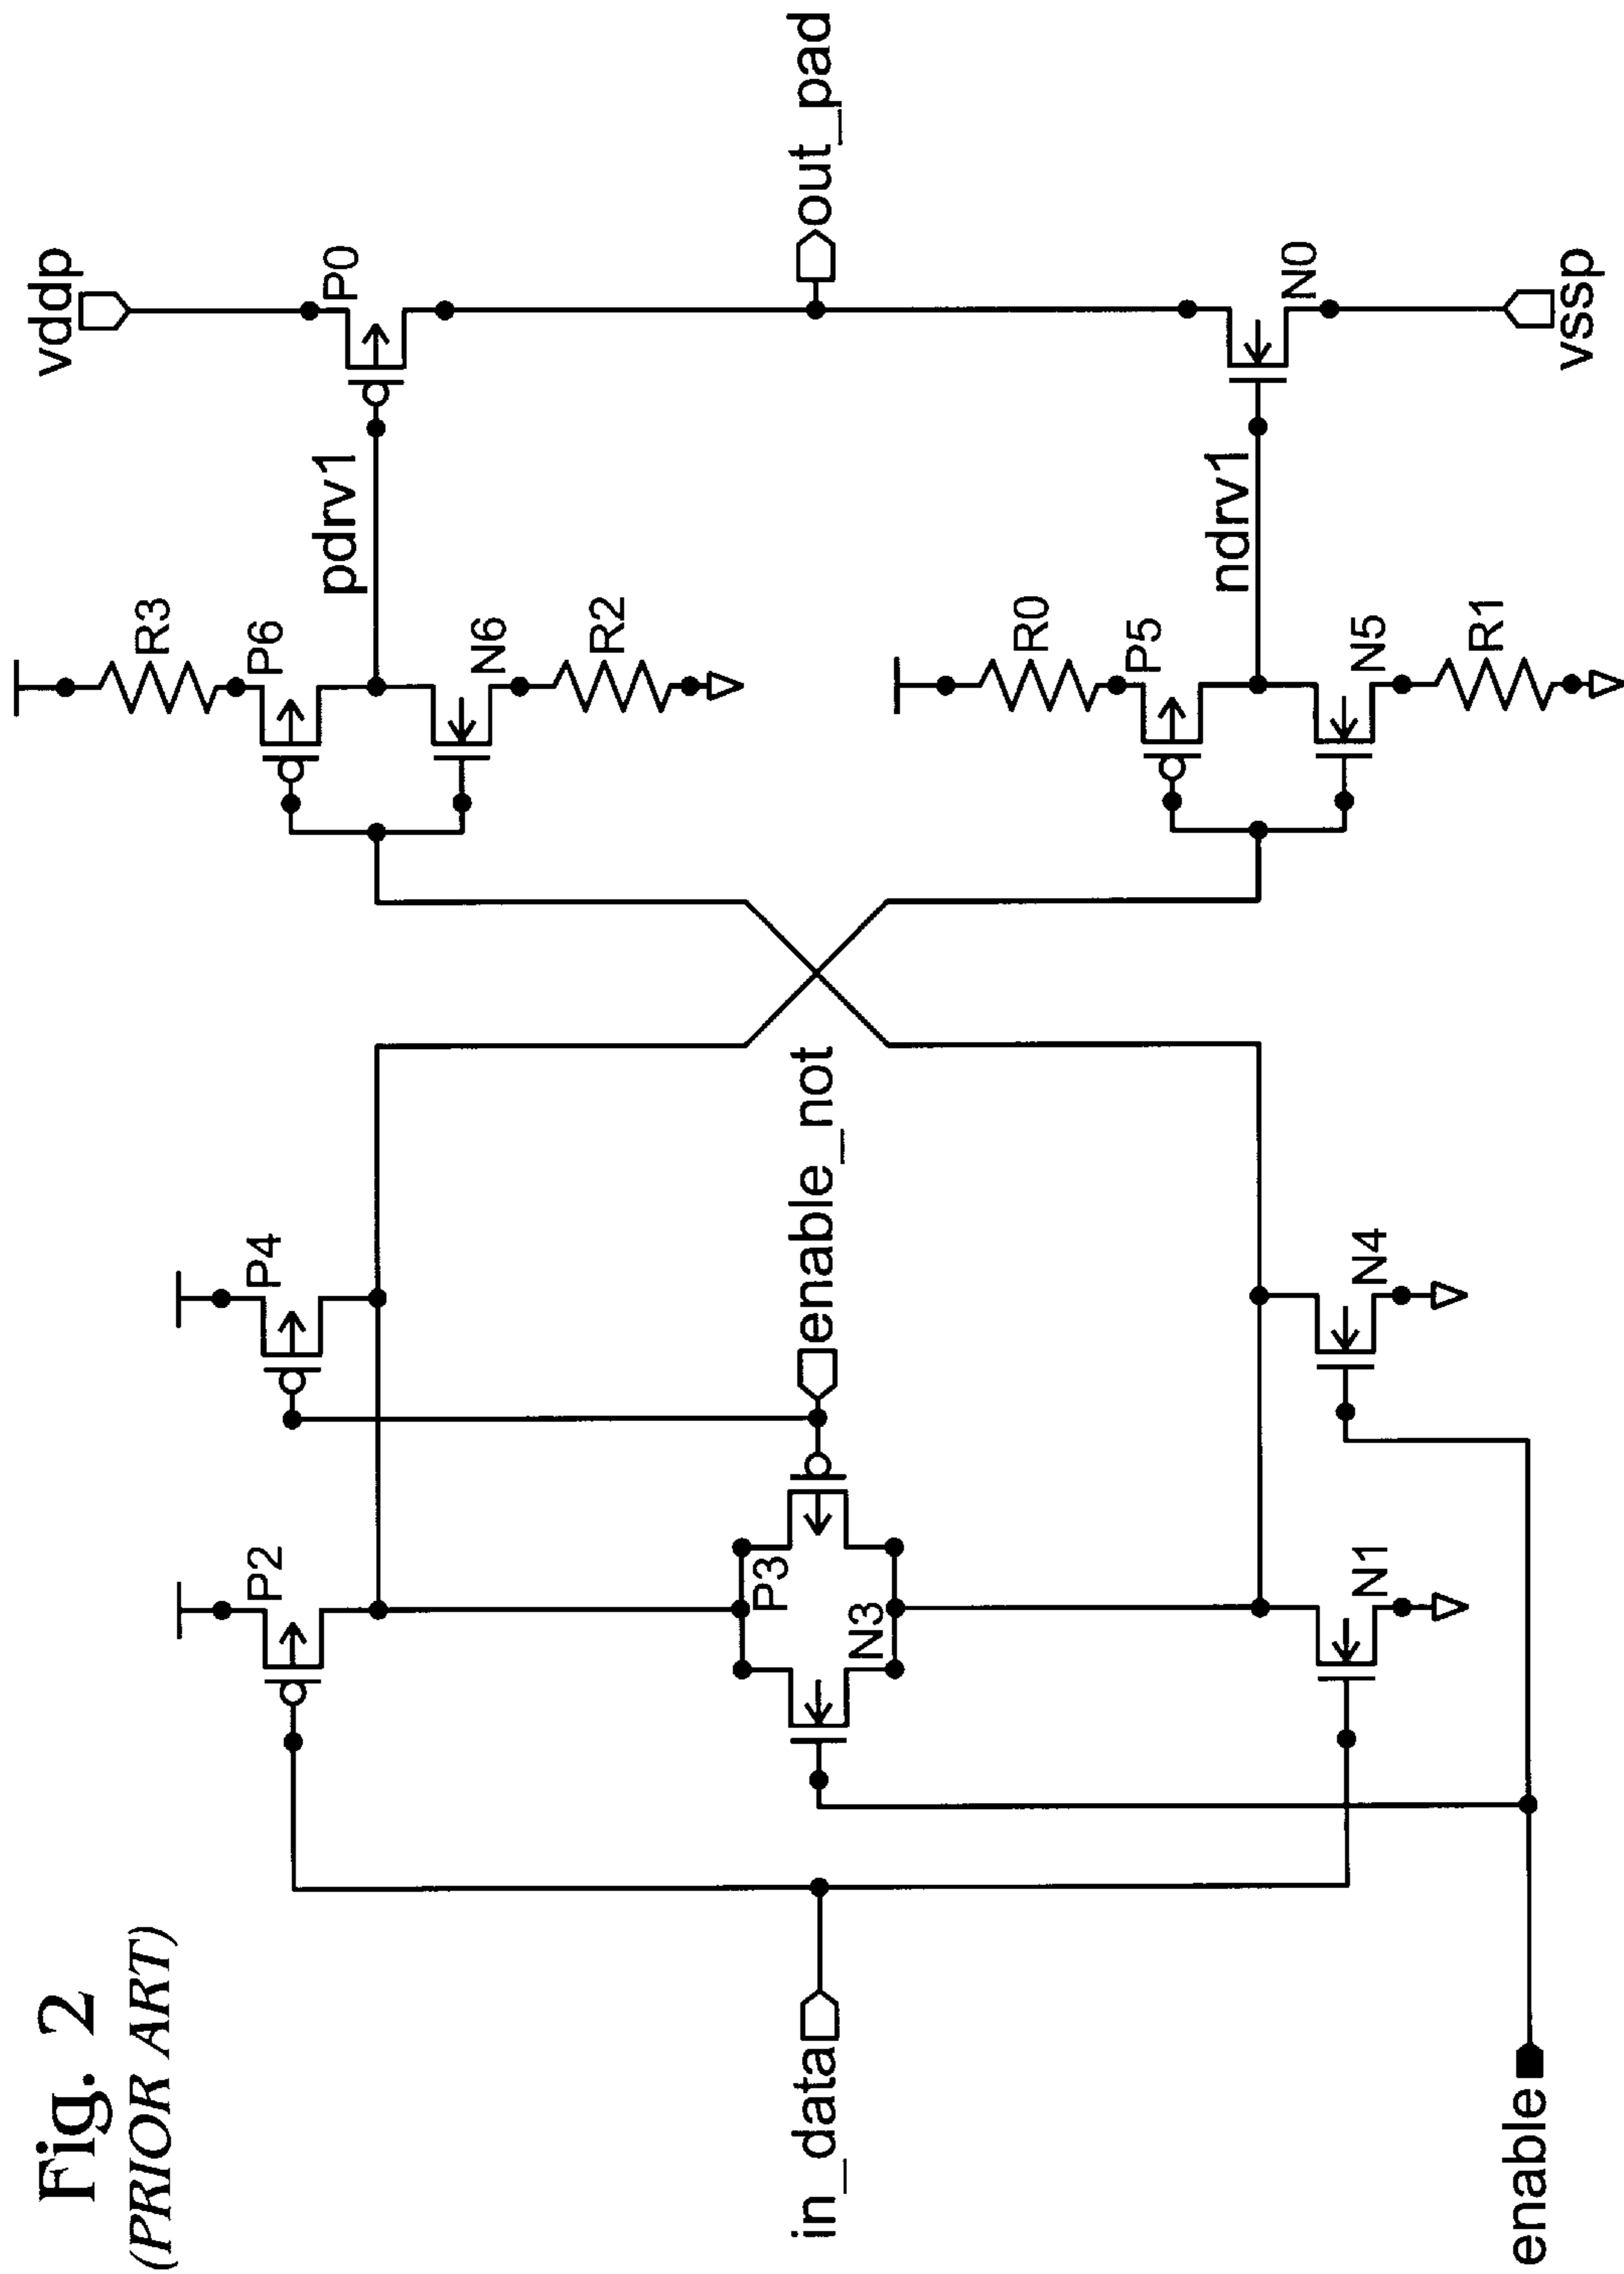 Fig. 2
(PRIOR ART)
vddp
P0
R3
P6
pdrv1
N6
R2
P4
P2
out_pad
enable_not
P3
N3
in_data
R0
P5
ndrv1
N0
N5
R1
N4
N1
vssp
enable